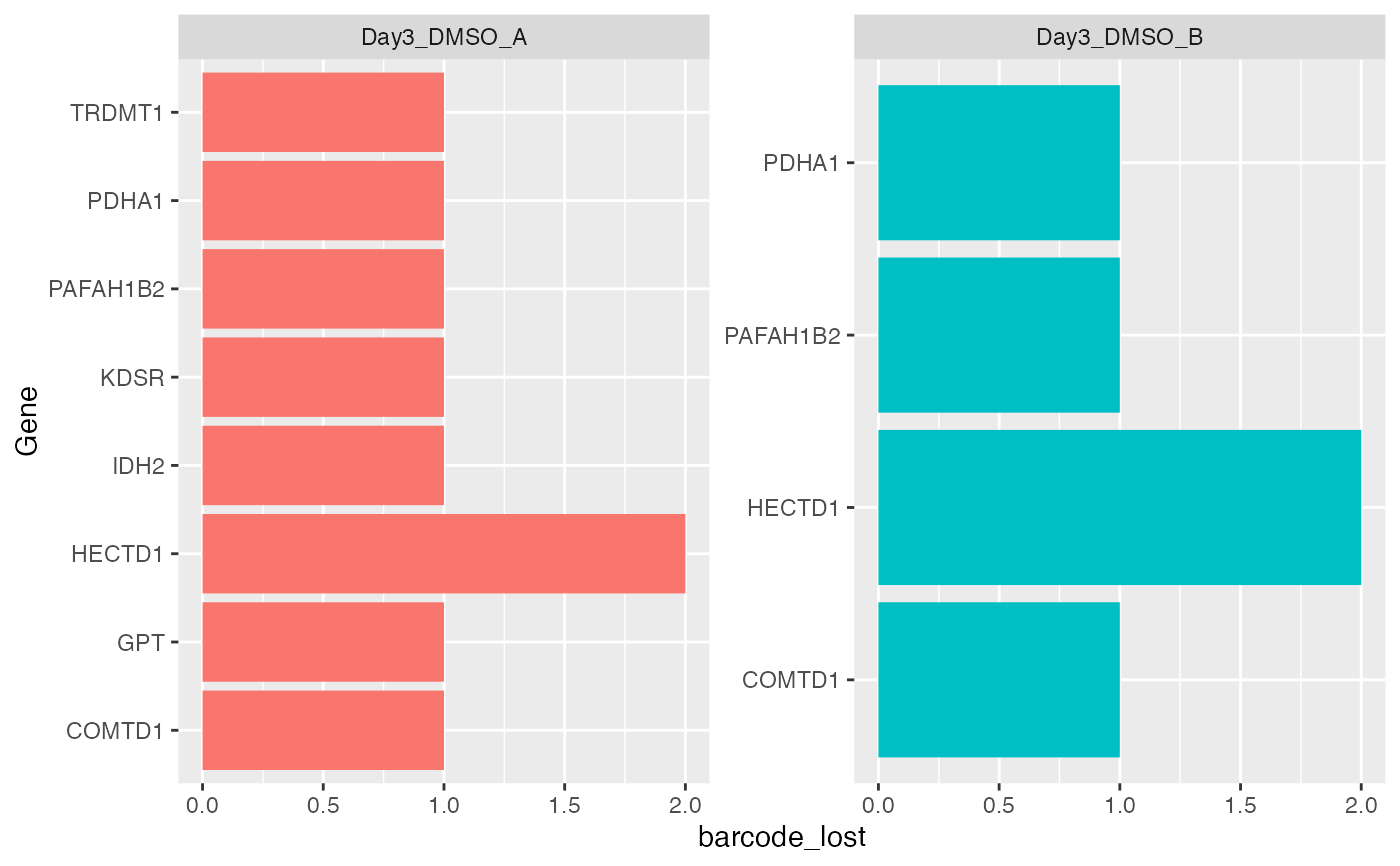 Day3_DMSO_A
Day3_DMSO_B
Gene
TRDMT1
PDHA1
PAFAH1B2
KDSR
IDH2
HECTD1
GPT
COMTD1
0.0 0.5 1.0 1.5 2.0
PDHA1
PAFAH1B2
HECTD1
COMTD1
0.0 0.5 1.0 1.5 2.0
barcode_lost